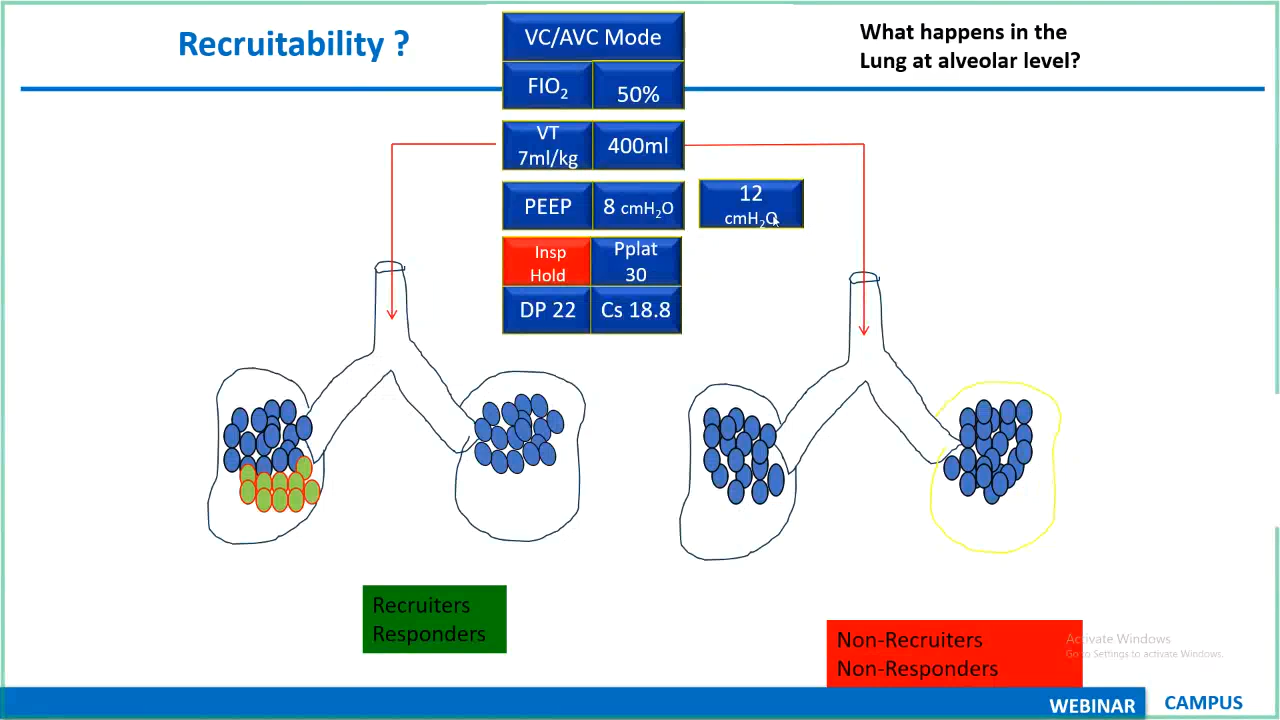 Recruitability ?
VC/AVC Mode
What happens in the
Lung at alveolar level?
FIO₂
50%
VT
7ml/kg
400ml
PEEP
8 cmH₂O
12
cmH₂O
Insp
Hold
Pplat
30
DP 22
Cs 18.8
Recruiters
Responders
Non-Recruiters
Non-Responders
Activate Windows
Go to Settings to activate Windows.
WEBINAR
CAMPUS